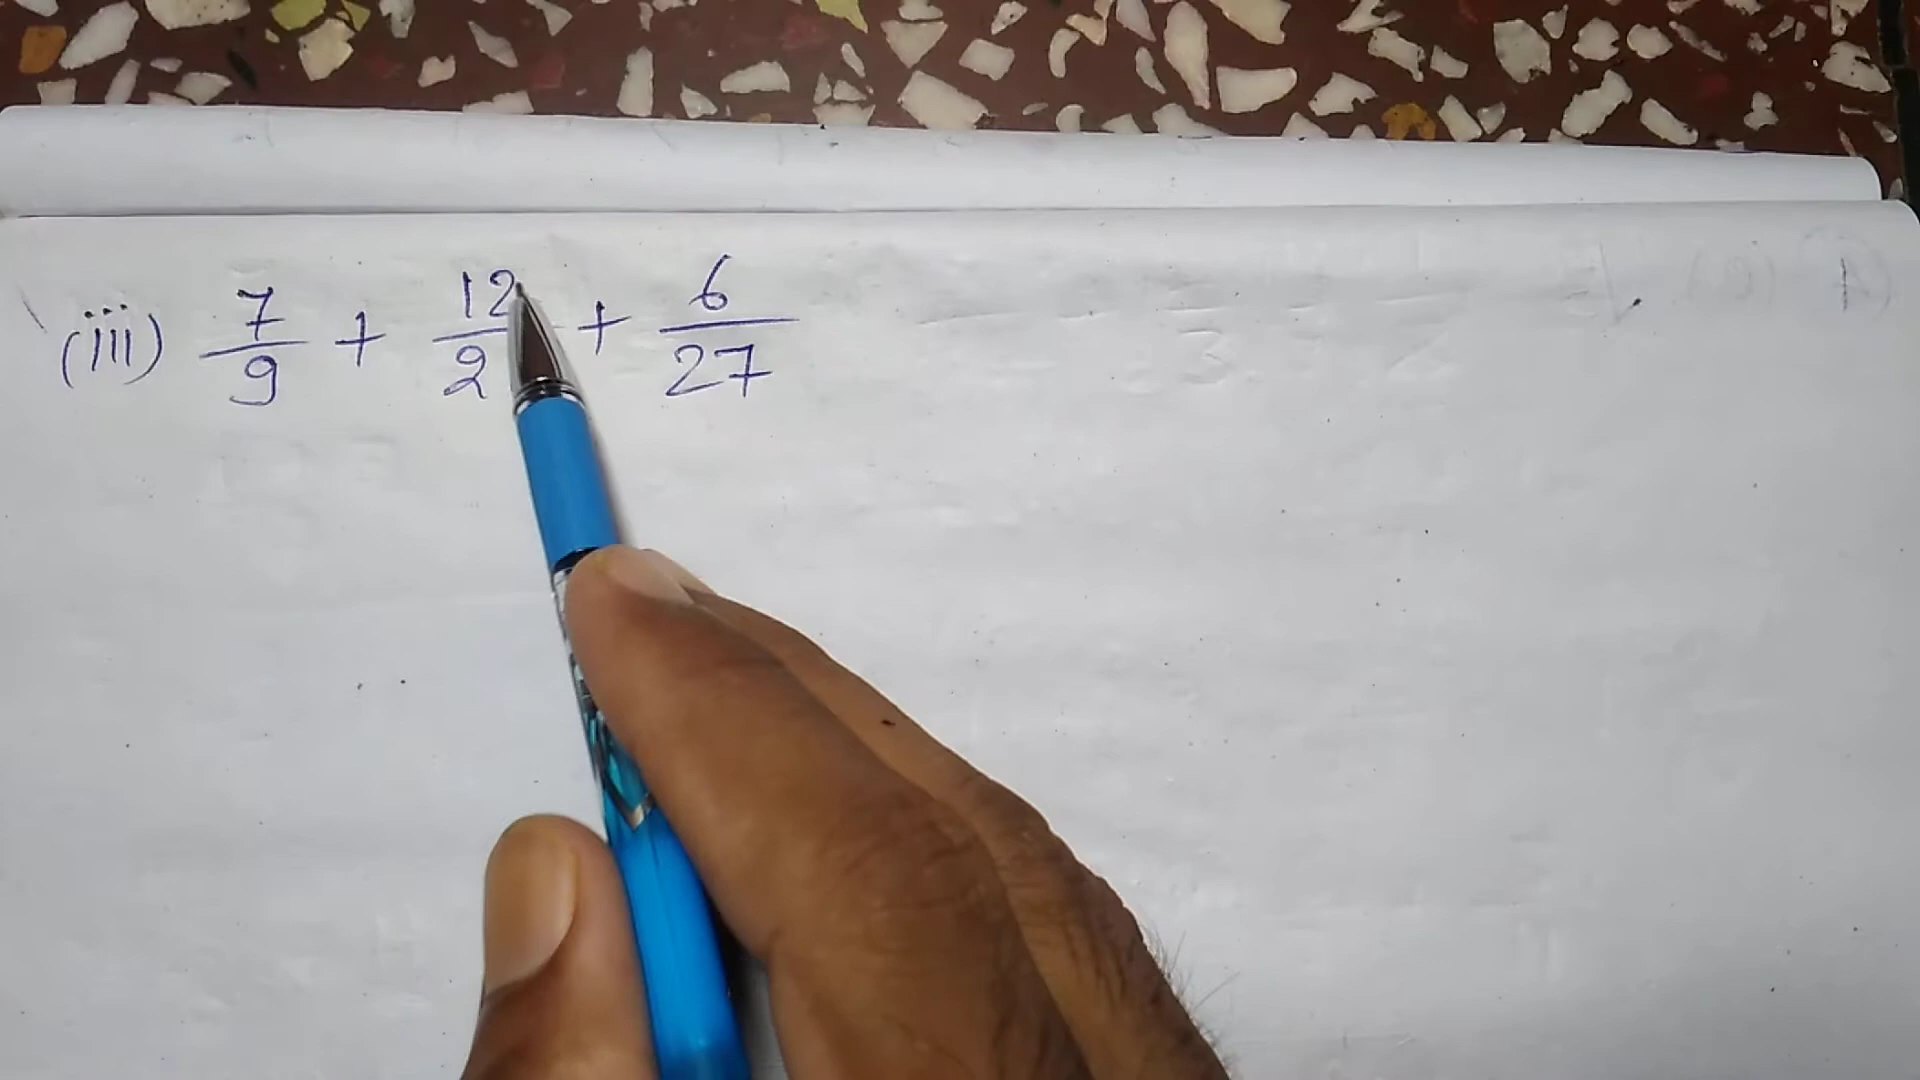 (iii) 7/9 + 12/2 + 6/27